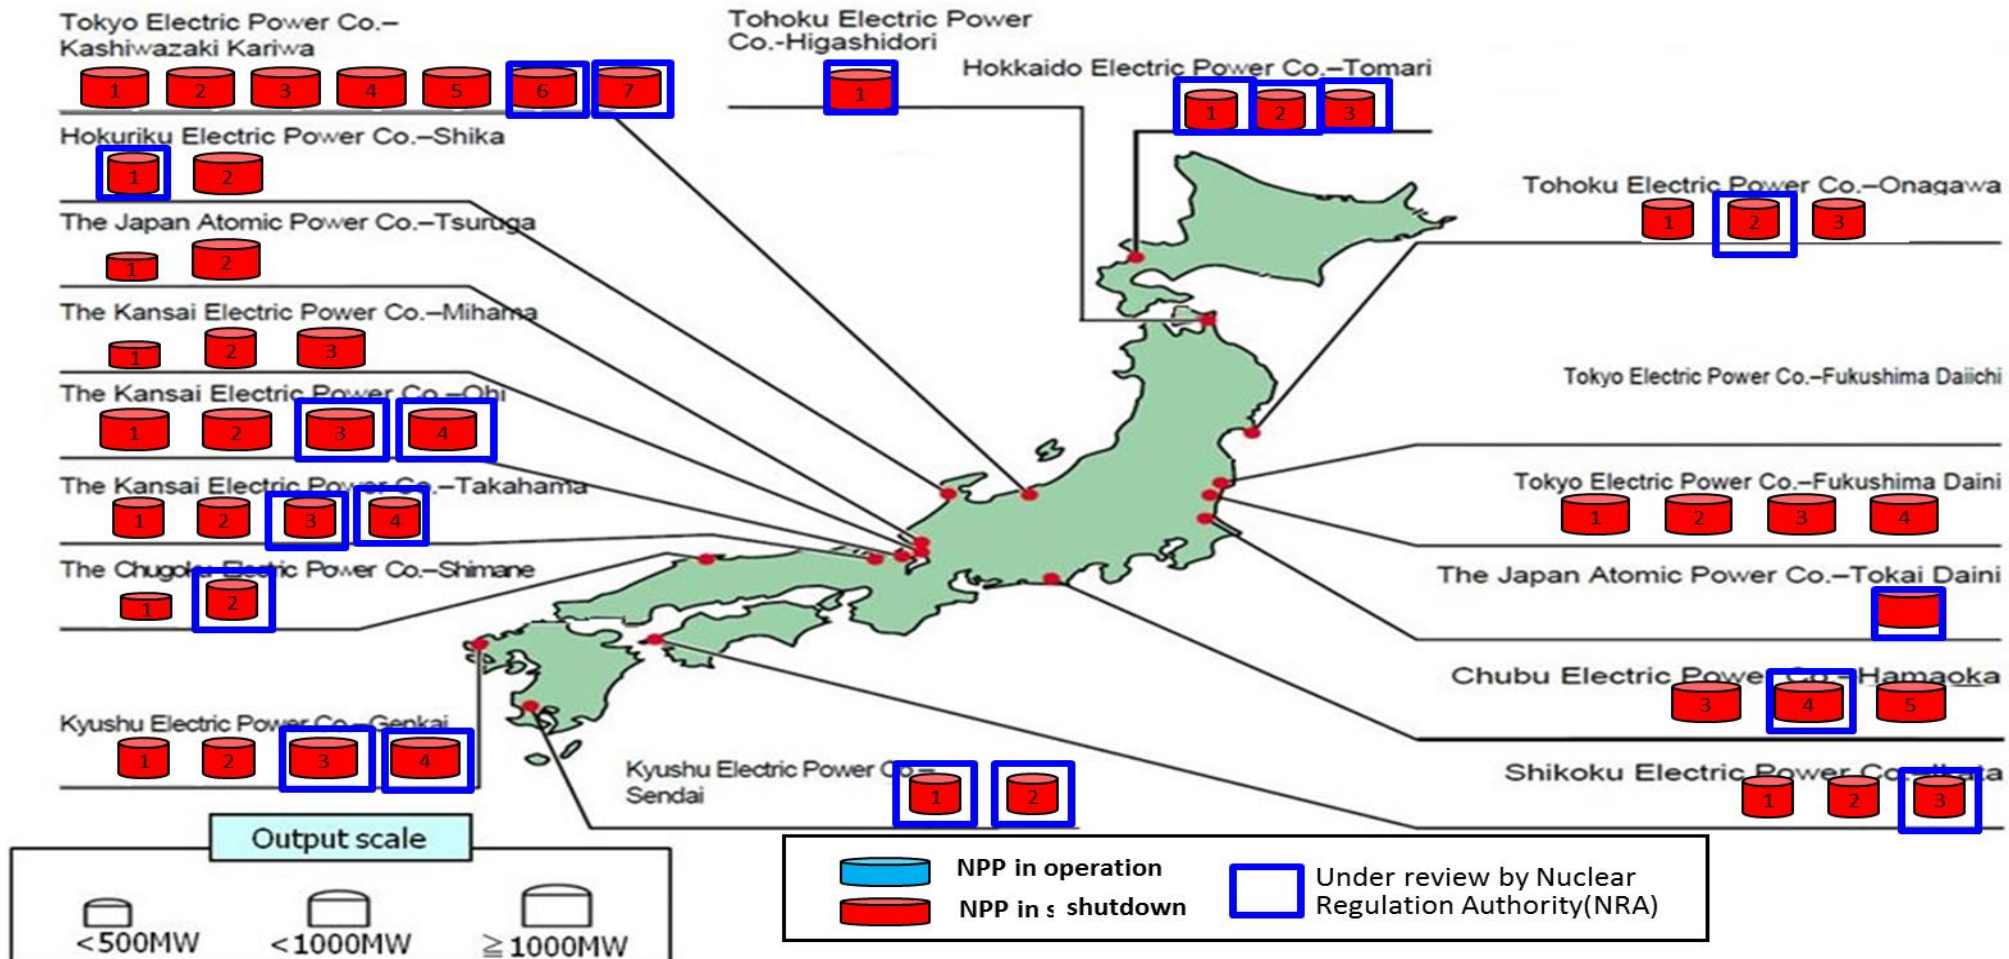 Tokyo Electric Power Co.–
Kashiwazaki Kariwa
1 2 3 4 5 6 7
Hokuriku Electric Power Co.–Shika
1 2
The Japan Atomic Power Co.–Tsuruga
1 2
The Kansai Electric Power Co.–Mihama
1 2 3
The Kansai Electric Power Co.–Ohi
1 2 3 4
The Kansai Electric Power Co.–Takahama
1 2 3 4
The Chugoku Electric Power Co.–Shimane
1 2
Kyushu Electric Power Co.–Genkai
1 2 3 4
Tohoku Electric Power
Co.-Higashidori
1
Hokkaido Electric Power Co.–Tomari
1 2 3
Tohoku Electric Power Co.–Onagawa
1 2 3
Tokyo Electric Power Co.–Fukushima Daiichi
Tokyo Electric Power Co.–Fukushima Daini
1 2 3 4
The Japan Atomic Power Co.–Tokai Daini
Chubu Electric Power Co.–Hamaoka
3 4 5
Shikoku Electric Power Co.–Ikata
1 2 3
Kyushu Electric Power Co.–
Sendai
1 2
Output scale
<500MW <1000MW ≧1000MW
NPP in operation
NPP in s shutdown
Under review by Nuclear
Regulation Authority(NRA)